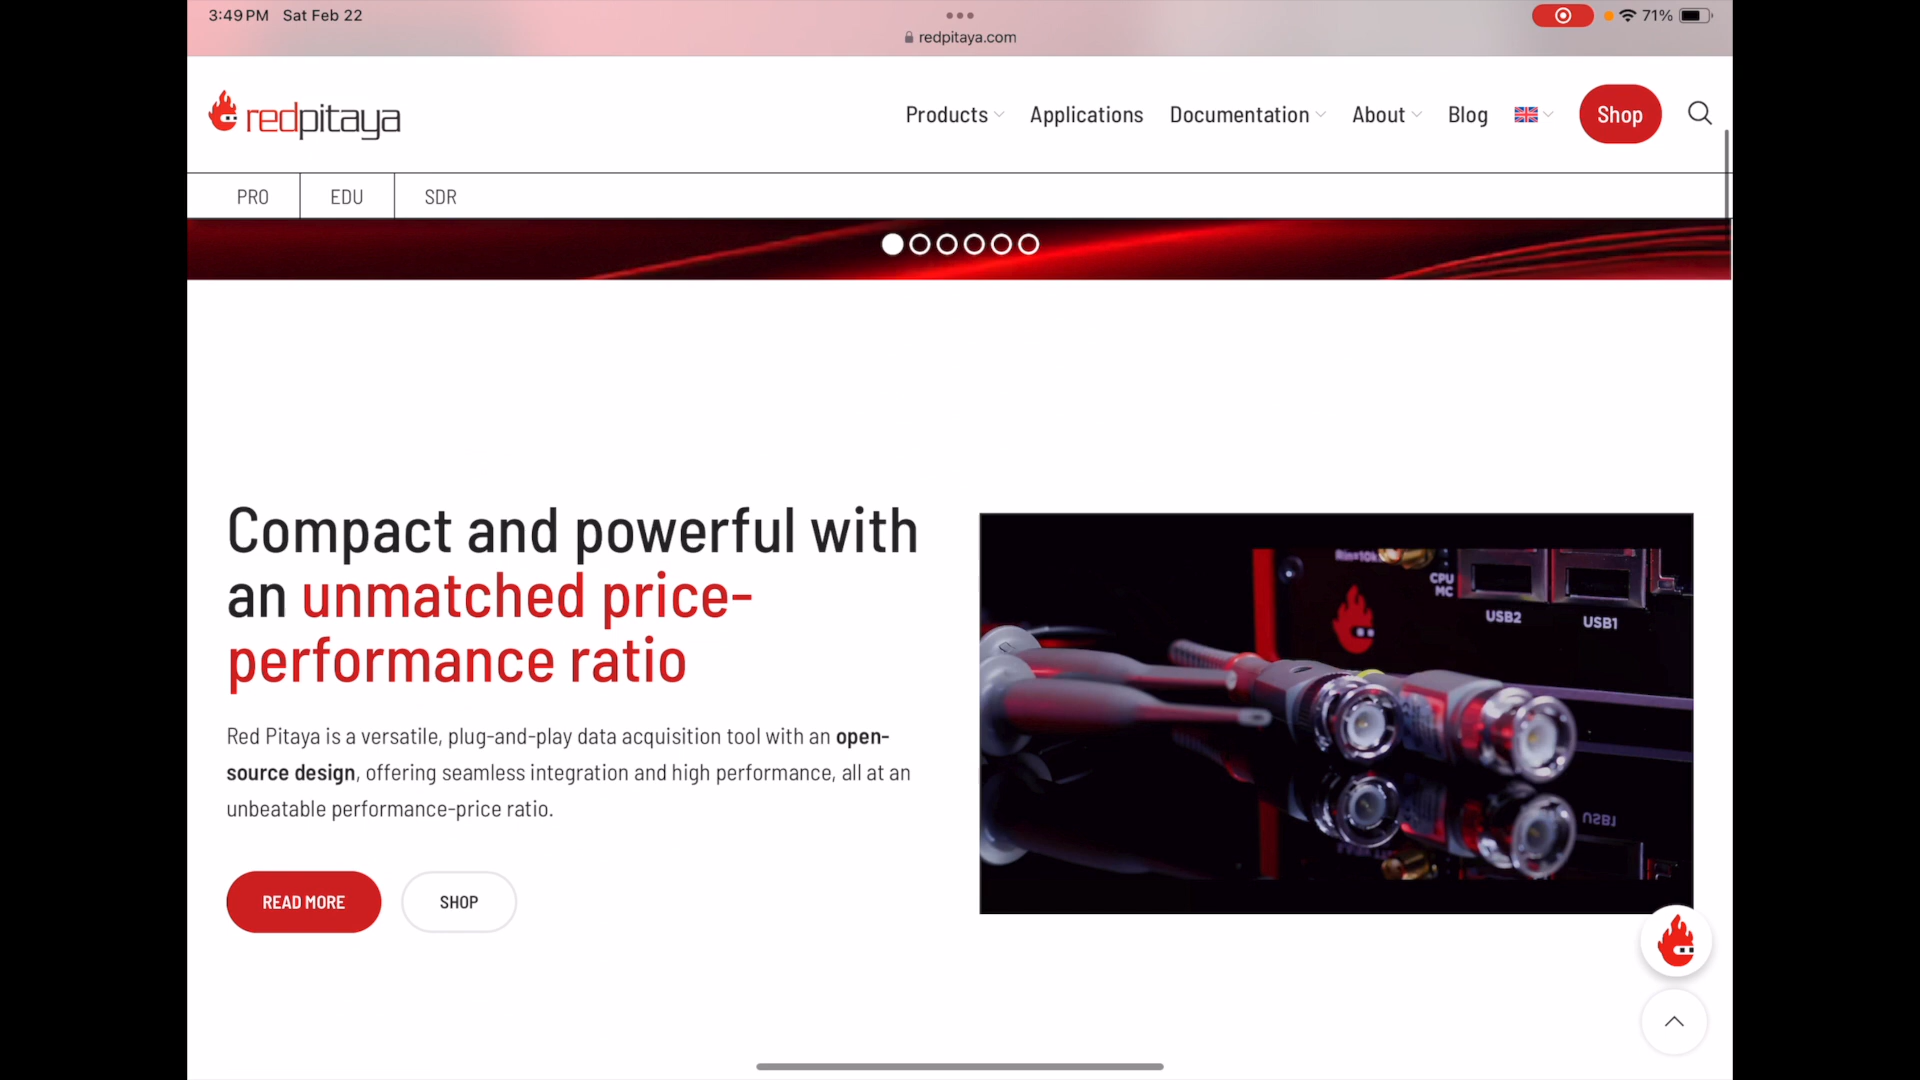 3:49 PM Sat Feb 22
redpitaya.com
71%
redpitaya
Products
Applications
Documentation
About
Blog
Shop
PRO
EDU
SDR
Compact and powerful with
an unmatched price-
performance ratio
Red Pitaya is a versatile, plug-and-play data acquisition tool with an open-
source design, offering seamless integration and high performance, all at an
unbeatable performance-price ratio.
READ MORE
SHOP
CPU
MC
USB2
USB1
USB1